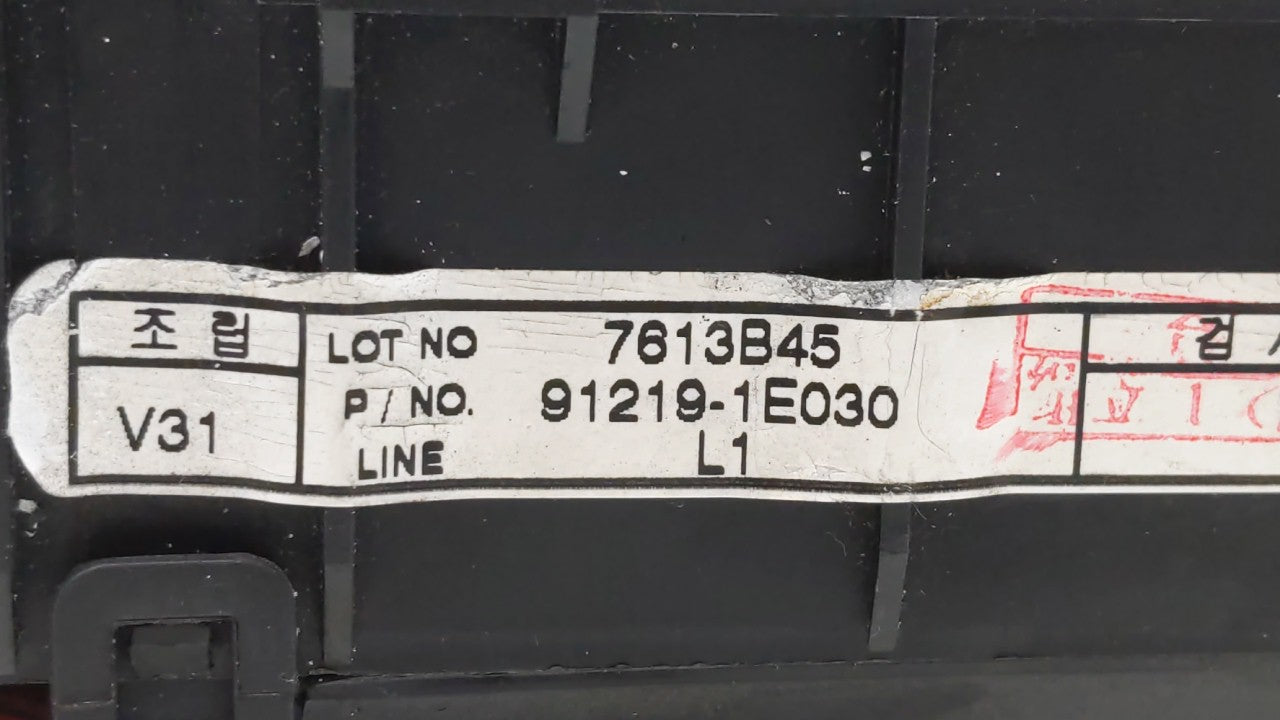 조 립
V31
LOT NO 7613B45
P / NO. 91219-1E030
LINE L1
검